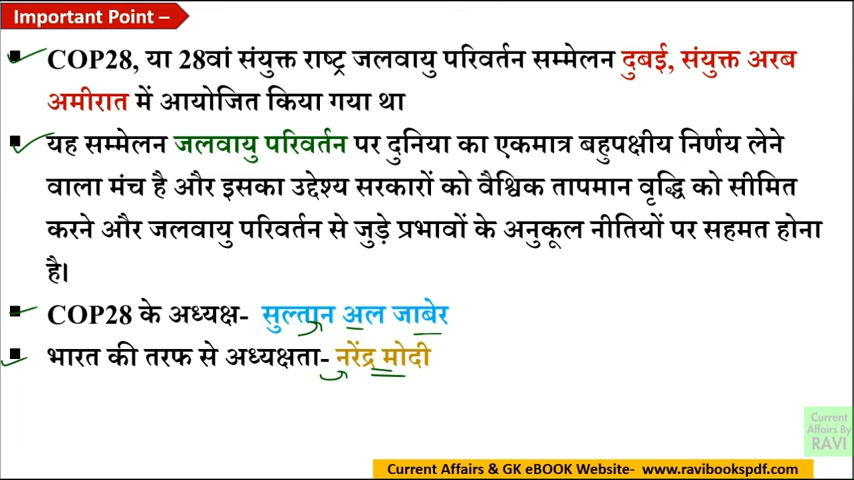 Important Point –
COP28, या 28वां संयुक्त राष्ट्र जलवायु परिवर्तन सम्मेलन दुबई, संयुक्त अरब
अमीरात में आयोजित किया गया था
यह सम्मेलन जलवायु परिवर्तन पर दुनिया का एकमात्र बहुपक्षीय निर्णय लेने
वाला मंच है और इसका उद्देश्य सरकारों को वैश्विक तापमान वृद्धि को सीमित
करने और जलवायु परिवर्तन से जुड़े प्रभावों के अनुकूल नीतियों पर सहमत होना
है।
COP28 के अध्यक्ष- सुल्तान अल जाबेर
भारत की तरफ से अध्यक्षता- नरेंद्र मोदी
Current
Affairs By
RAVI
Current Affairs & GK eBOOK Website- www.ravibookspdf.com